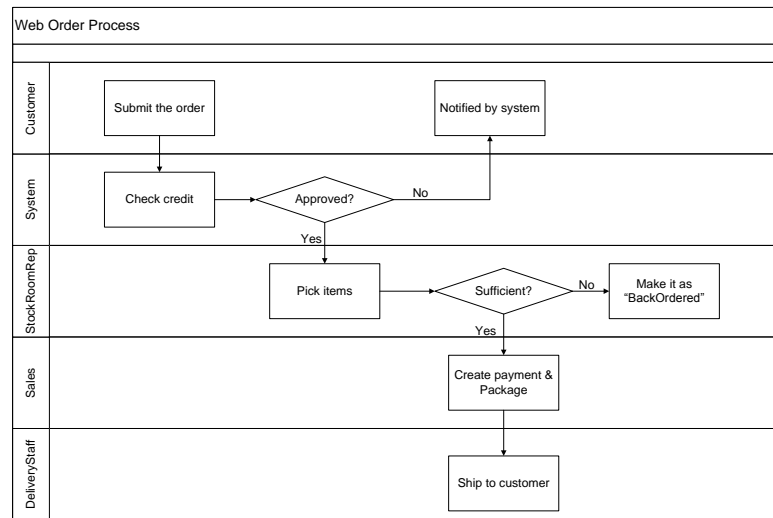 Web Order Process
Customer
Submit the order
Notified by system
System
Check credit
Approved?
No
Yes
StockRoomRep
Pick items
Sufficient?
No
Make it as
“BackOrdered”
Yes
Sales
Create payment &
Package
DeliveryStaff
Ship to customer